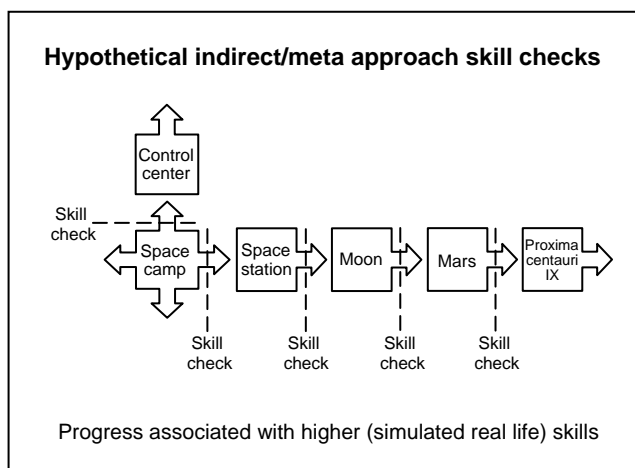 Hypothetical indirect/meta approach skill checks
Control
center
Skill
check
Space
camp
Space
station
Moon
Mars
Proxima
centauri
IX
Skill
check
Skill
check
Skill
check
Skill
check
Progress associated with higher (simulated real life) skills